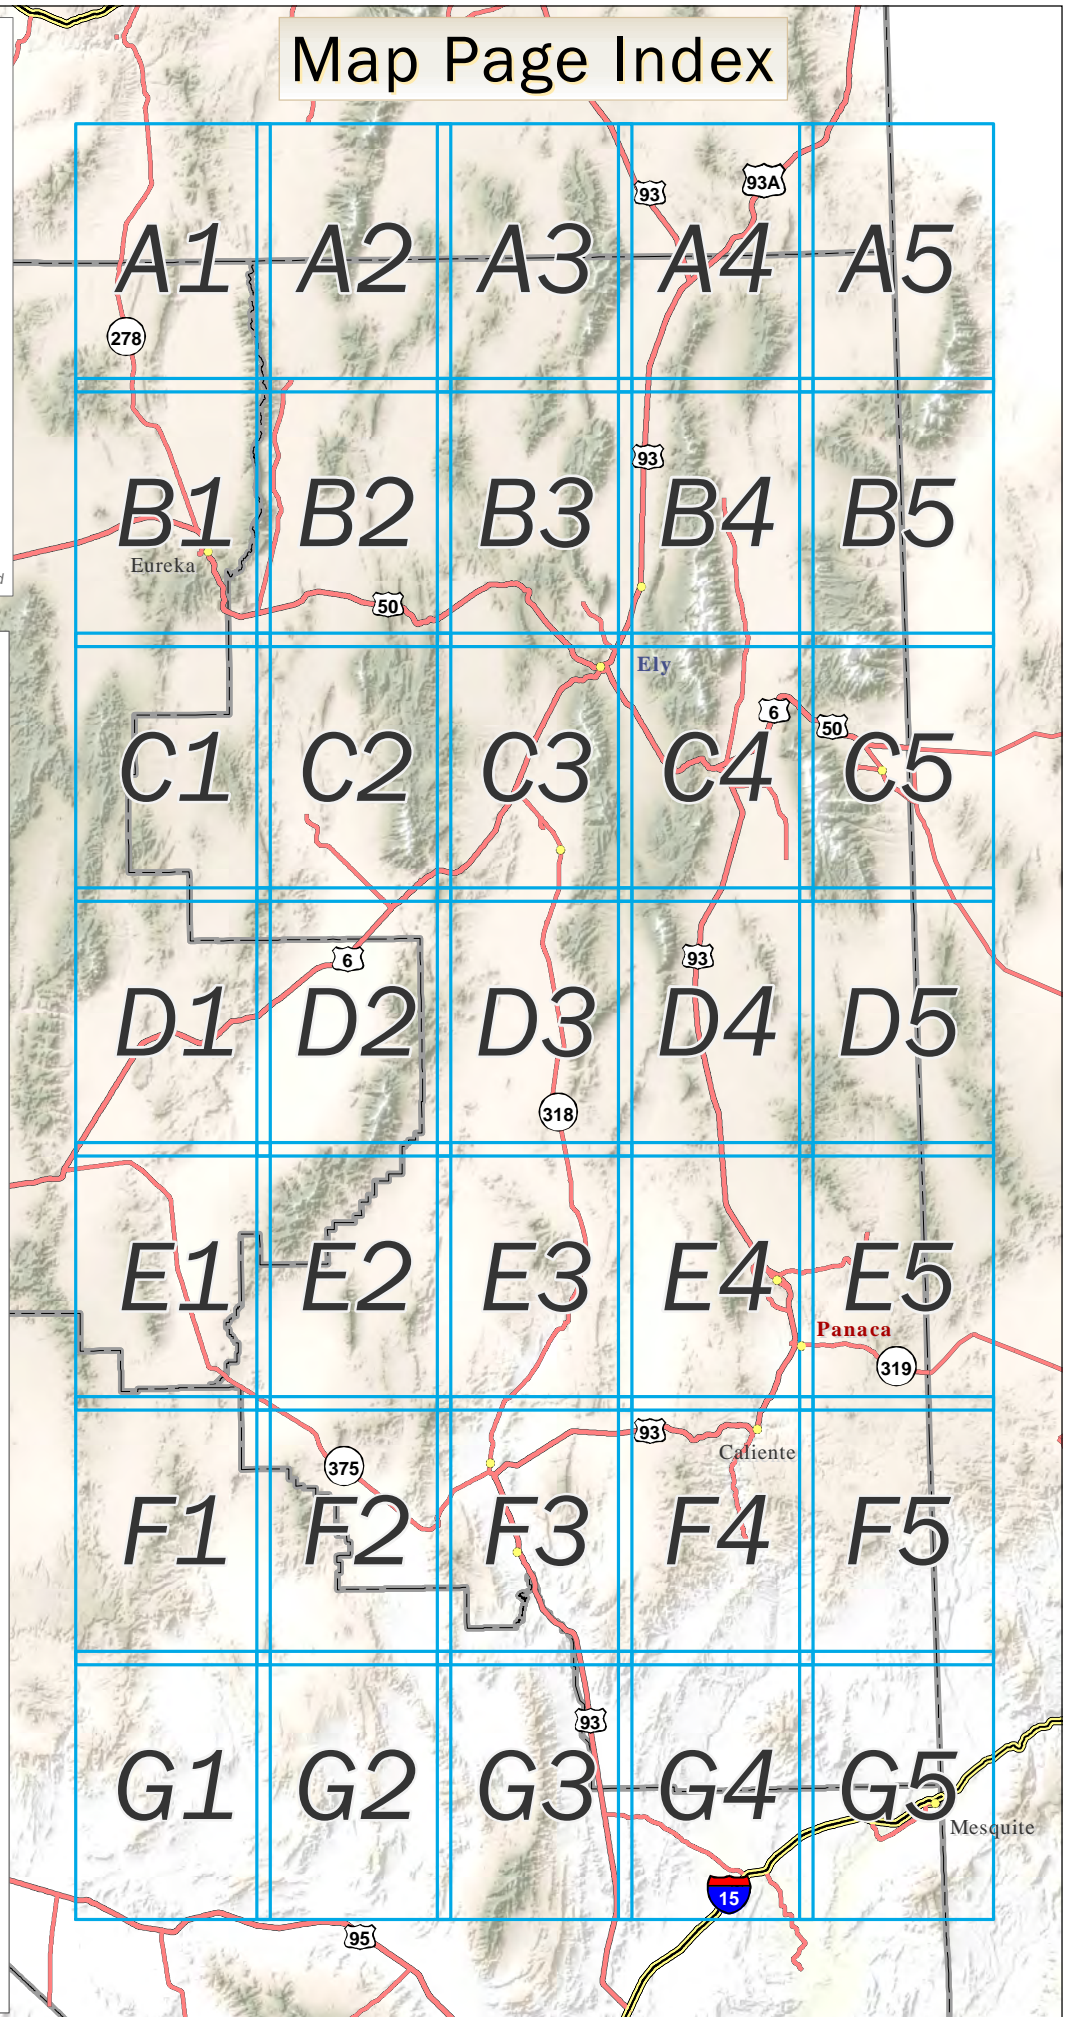 Map Page Index
93
93A
A1 A2 A3 A4 A5
278
93
B1 B2 B3 B4 B5
Eureka
d
50
Ely
6
50
C1 C2 C3 C4 C5
6
93
D1 D2 D3 D4 D5
318
E1 E2 E3 E4 E5
Panaca
319
93
Caliente
375
F1 F2 F3 F4 F5
93
G1 G2 G3 G4 G5
Mesquite
15
95